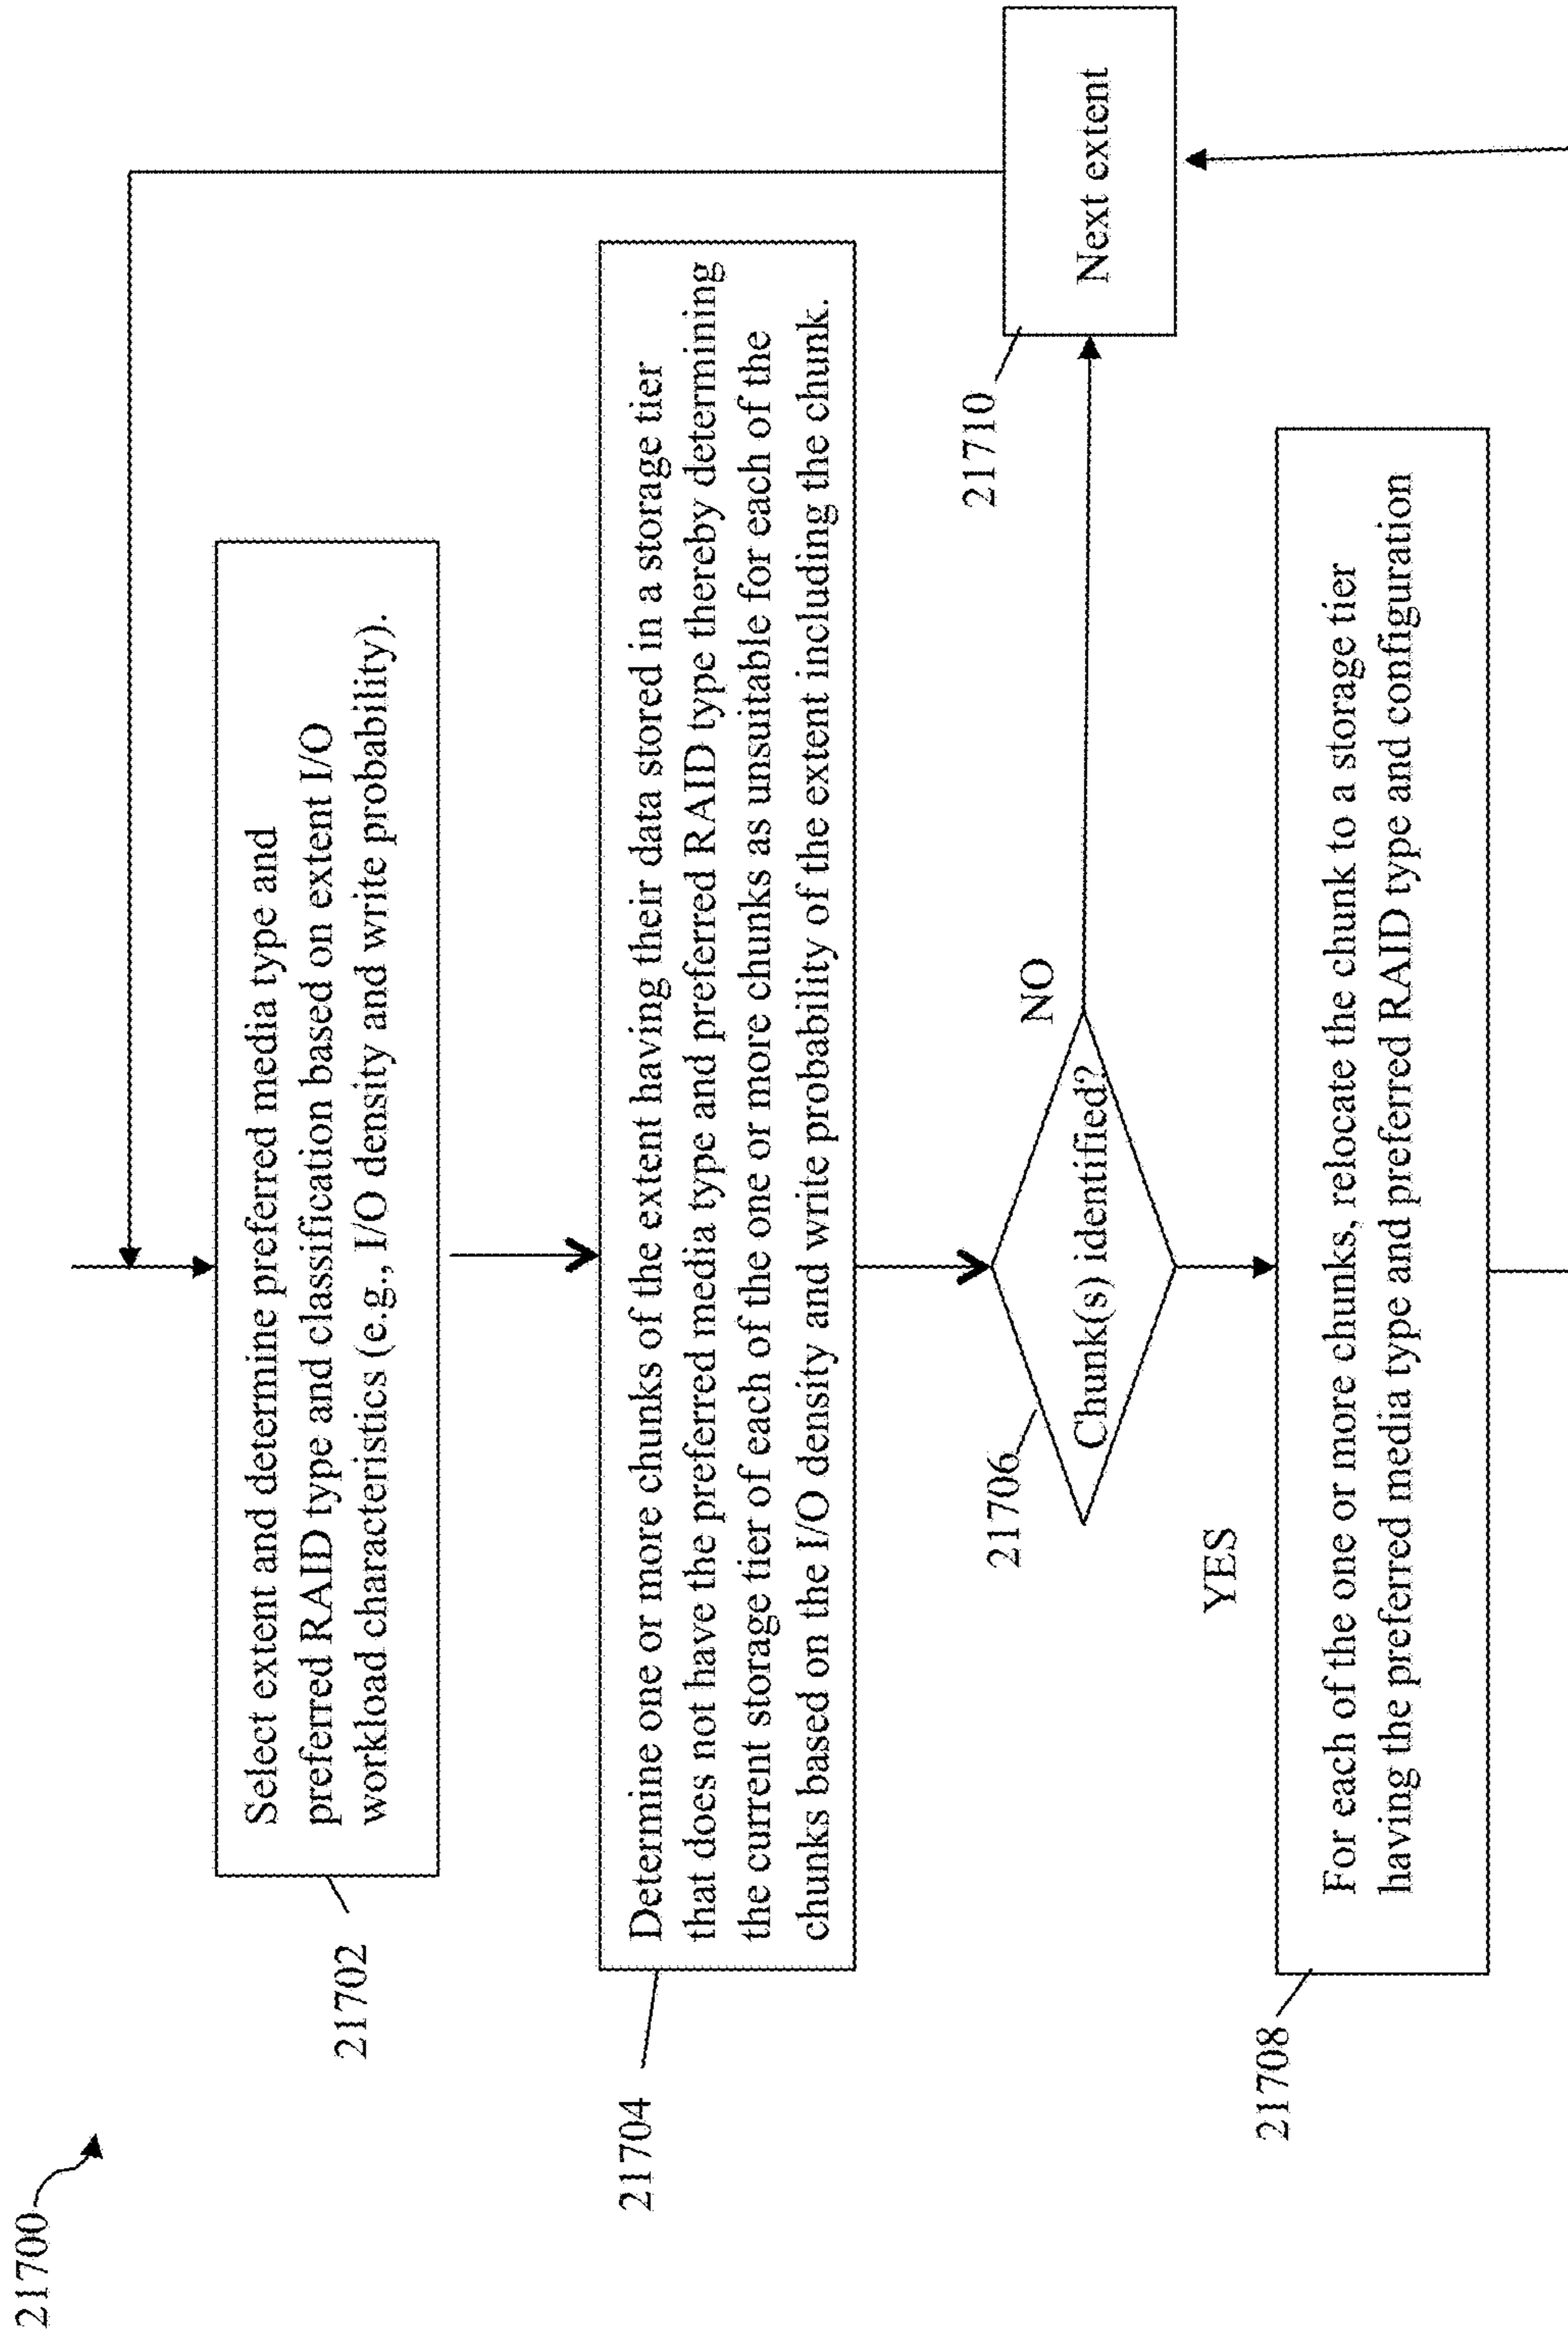 21700
21702
Select extent and determine preferred media type and
preferred RAID type and classification based on extent I/O
workload characteristics (e.g., I/O density and write probability).
21704
Determine one or more chunks of the extent having their data stored in a storage tier
that does not have the preferred media type and preferred RAID type thereby determining
the current storage tier of each of the one or more chunks as unsuitable for each of the
chunks based on the I/O density and write probability of the extent including the chunk.
21706
Chunk(s) identified?
NO
21710
Next extent
YES
21708
For each of the one or more chunks, relocate the chunk to a storage tier
having the preferred media type and preferred RAID type and configuration